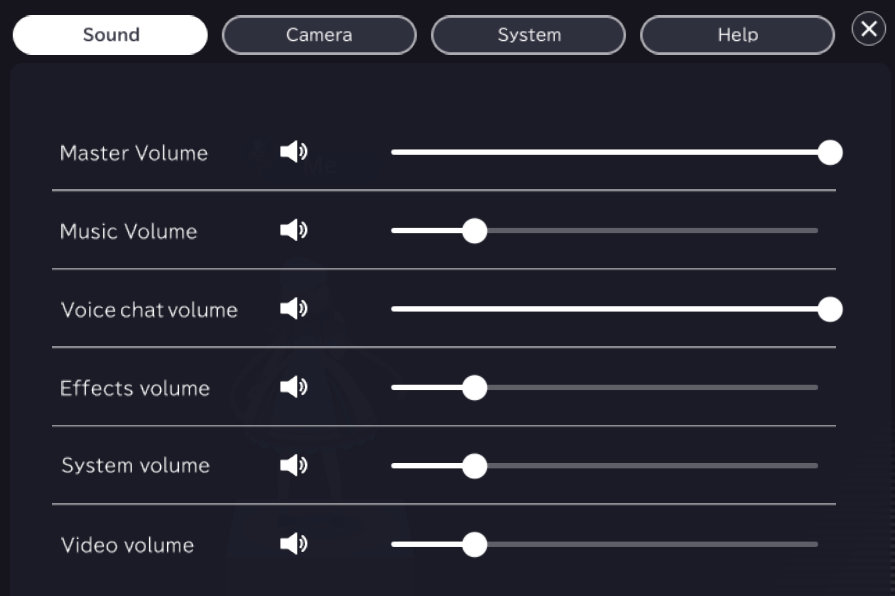 Sound
Camera
System
Help
Master Volume
Music Volume
Voice chat volume
Effects volume
System volume
Video volume